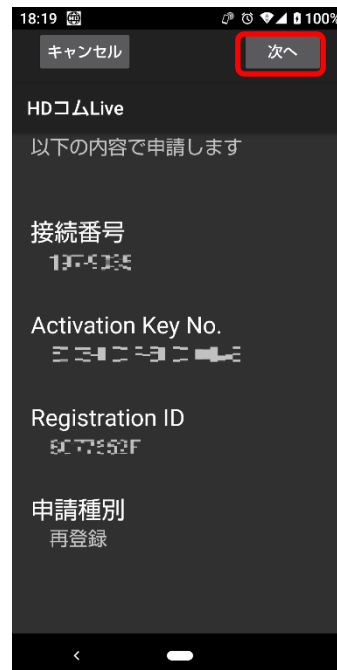 18:19 100%
キャンセル 次へ
HDコムLive
以下の内容で申請します
接続番号
Activation Key No.
Registration ID
申請種別
再登録